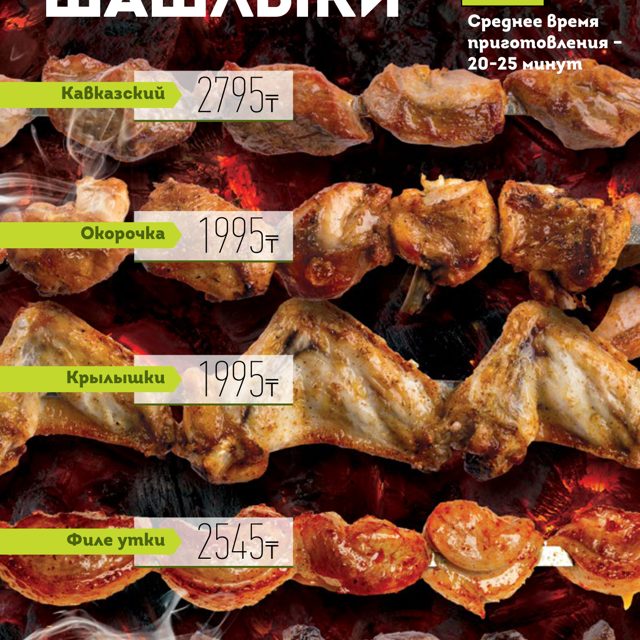 ШАШЛЫКИ
Среднее время
приготовления –
20-25 минут
Кавказский
2795₸
Окорочка
1995₸
Крылышки
1995₸
Филе утки
2545₸